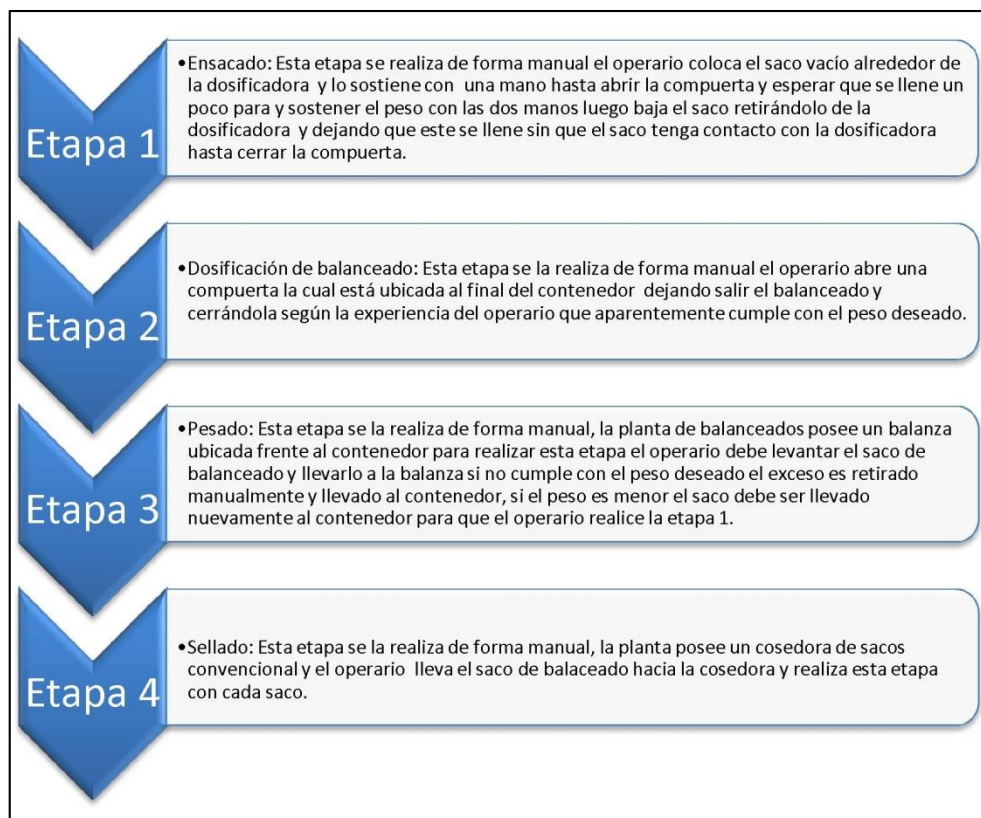 Etapa 1
•Ensacado: Esta etapa se realiza de forma manual el operario coloca el saco vacío alrededor de
la dosificadora y lo sostiene con una mano hasta abrir la compuerta y esperar que se llene un
poco para y sostener el peso con las dos manos luego baja el saco retirándolo de la
dosificadora y dejando que este se llene sin que el saco tenga contacto con la dosificadora
hasta cerrar la compuerta.
Etapa 2
•Dosificación de balanceado: Esta etapa se la realiza de forma manual el operario abre una
compuerta la cual está ubicada al final del contenedor dejando salir el balanceado y
cerrándola según la experiencia del operario que aparentemente cumple con el peso deseado.
Etapa 3
•Pesado: Esta etapa se la realiza de forma manual, la planta de balanceados posee un balanza
ubicada frente al contenedor para realizar esta etapa el operario debe levantar el saco de
balanceado y llevarlo a la balanza si no cumple con el peso deseado el exceso es retirado
manualmente y llevado al contenedor, si el peso es menor el saco debe ser llevado
nuevamente al contenedor para que el operario realice la etapa 1.
Etapa 4
•Sellado: Esta etapa se la realiza de forma manual, la planta posee un cosedora de sacos
convencional y el operario lleva el saco de balaceado hacia la cosedora y realiza esta etapa
con cada saco.